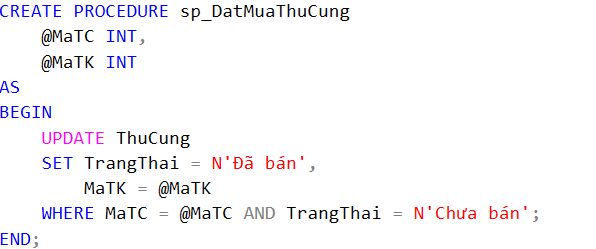 CREATE PROCEDURE sp_DatMuaThuCung
    @MaTC INT,
    @MaTK INT
AS
BEGIN
    UPDATE ThuCung
    SET TrangThai = N'Đã bán',
        MaTK = @MaTK
    WHERE MaTC = @MaTC AND TrangThai = N'Chưa bán';
END;